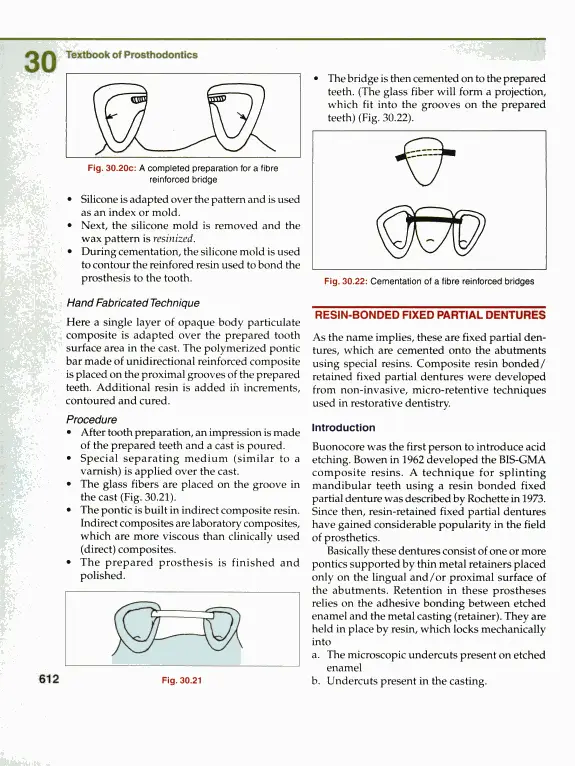 30
Textbook of Prosthodontics
Fig. 30.20c: A completed preparation for a fibre
reinforced bridge
• Silicone is adapted over the pattern and is used
as an index or mold.
• Next, the silicone mold is removed and the
wax pattern is resinized.
• During cementation, the silicone mold is used
to contour the reinfored resin used to bond the
prosthesis to the tooth.
Hand Fabricated Technique
Here a single layer of opaque body particulate
composite is adapted over the prepared tooth
surface area in the cast. The polymerized pontic
bar made of unidirectional reinforced composite
is placed on the proximal grooves of the prepared
teeth. Additional resin is added in increments,
contoured and cured.
Procedure
• After tooth preparation, an impression is made
of the prepared teeth and a cast is poured.
• Special separating medium (similar to a
varnish) is applied over the cast.
• The glass fibers are placed on the groove in
the cast (Fig. 30.21).
• The pontic is built in indirect composite resin.
Indirect composites are laboratory composites,
which are more viscous than clinically used
(direct) composites.
• The prepared prosthesis is finished and
polished.
Fig. 30.21
612
• The bridge is then cemented on to the prepared
teeth. (The glass fiber will form a projection,
which fit into the grooves on the prepared
teeth) (Fig. 30.22).
Fig. 30.22: Cementation of a fibre reinforced bridges
RESIN-BONDED FIXED PARTIAL DENTURES
As the name implies, these are fixed partial den-
tures, which are cemented onto the abutments
using special resins. Composite resin bonded/
retained fixed partial dentures were developed
from non-invasive, micro-retentive techniques
used in restorative dentistry.
Introduction
Buonocore was the first person to introduce acid
etching. Bowen in 1962 developed the BIS-GMA
composite resins. A technique for splinting
mandibular teeth using a resin bonded fixed
partial denture was described by Rochette in 1973.
Since then, resin-retained fixed partial dentures
have gained considerable popularity in the field
of prosthetics.
Basically these dentures consist of one or more
pontics supported by thin metal retainers placed
only on the lingual and/or proximal surface of
the abutments. Retention in these prostheses
relies on the adhesive bonding between etched
enamel and the metal casting (retainer). They are
held in place by resin, which locks mechanically
into
a. The microscopic undercuts present on etched
enamel
b. Undercuts present in the casting.